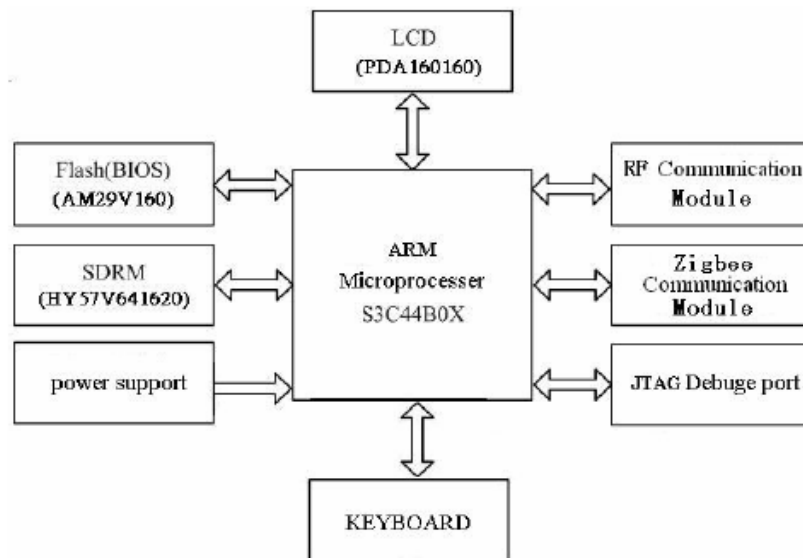 LCD
(PDA160160)
Flash(BIOS)
(AM29V160)
RF Communication
Module
ARM
Microprocesser
S3C44B0X
SDRM
(HY57V641620)
Zigbee
Communication
Module
power support
JTAG Debuge port
KEYBOARD